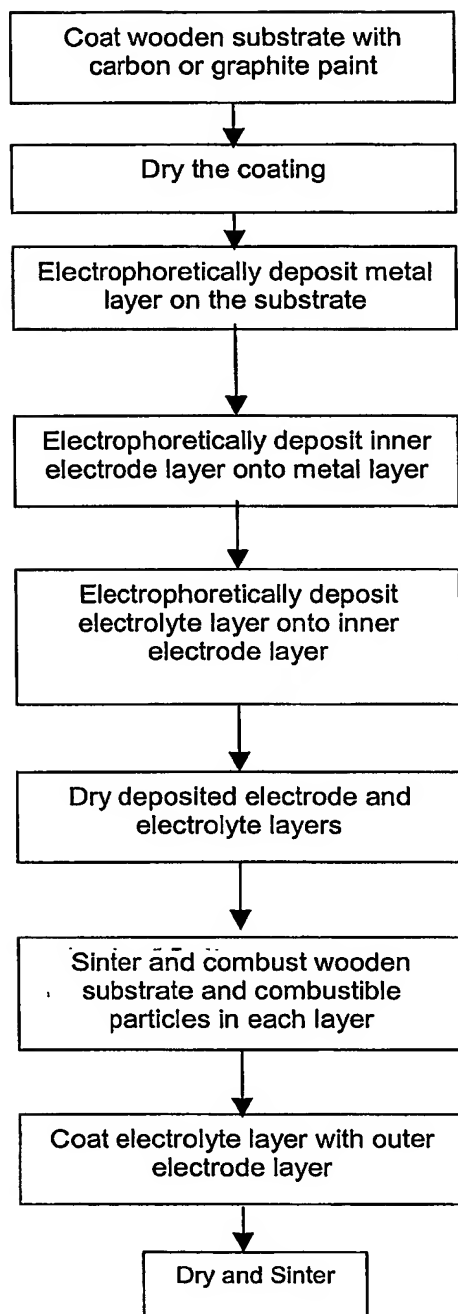 Coat wooden substrate with
carbon or graphite paint
Dry the coating
Electrophoretically deposit metal
layer on the substrate
Electrophoretically deposit inner
electrode layer onto metal layer
Electrophoretically deposit
electrolyte layer onto inner
electrode layer
Dry deposited electrode and
electrolyte layers
Sinter and combust wooden
substrate and combustible
particles in each layer
Coat electrolyte layer with outer
electrode layer
Dry and Sinter